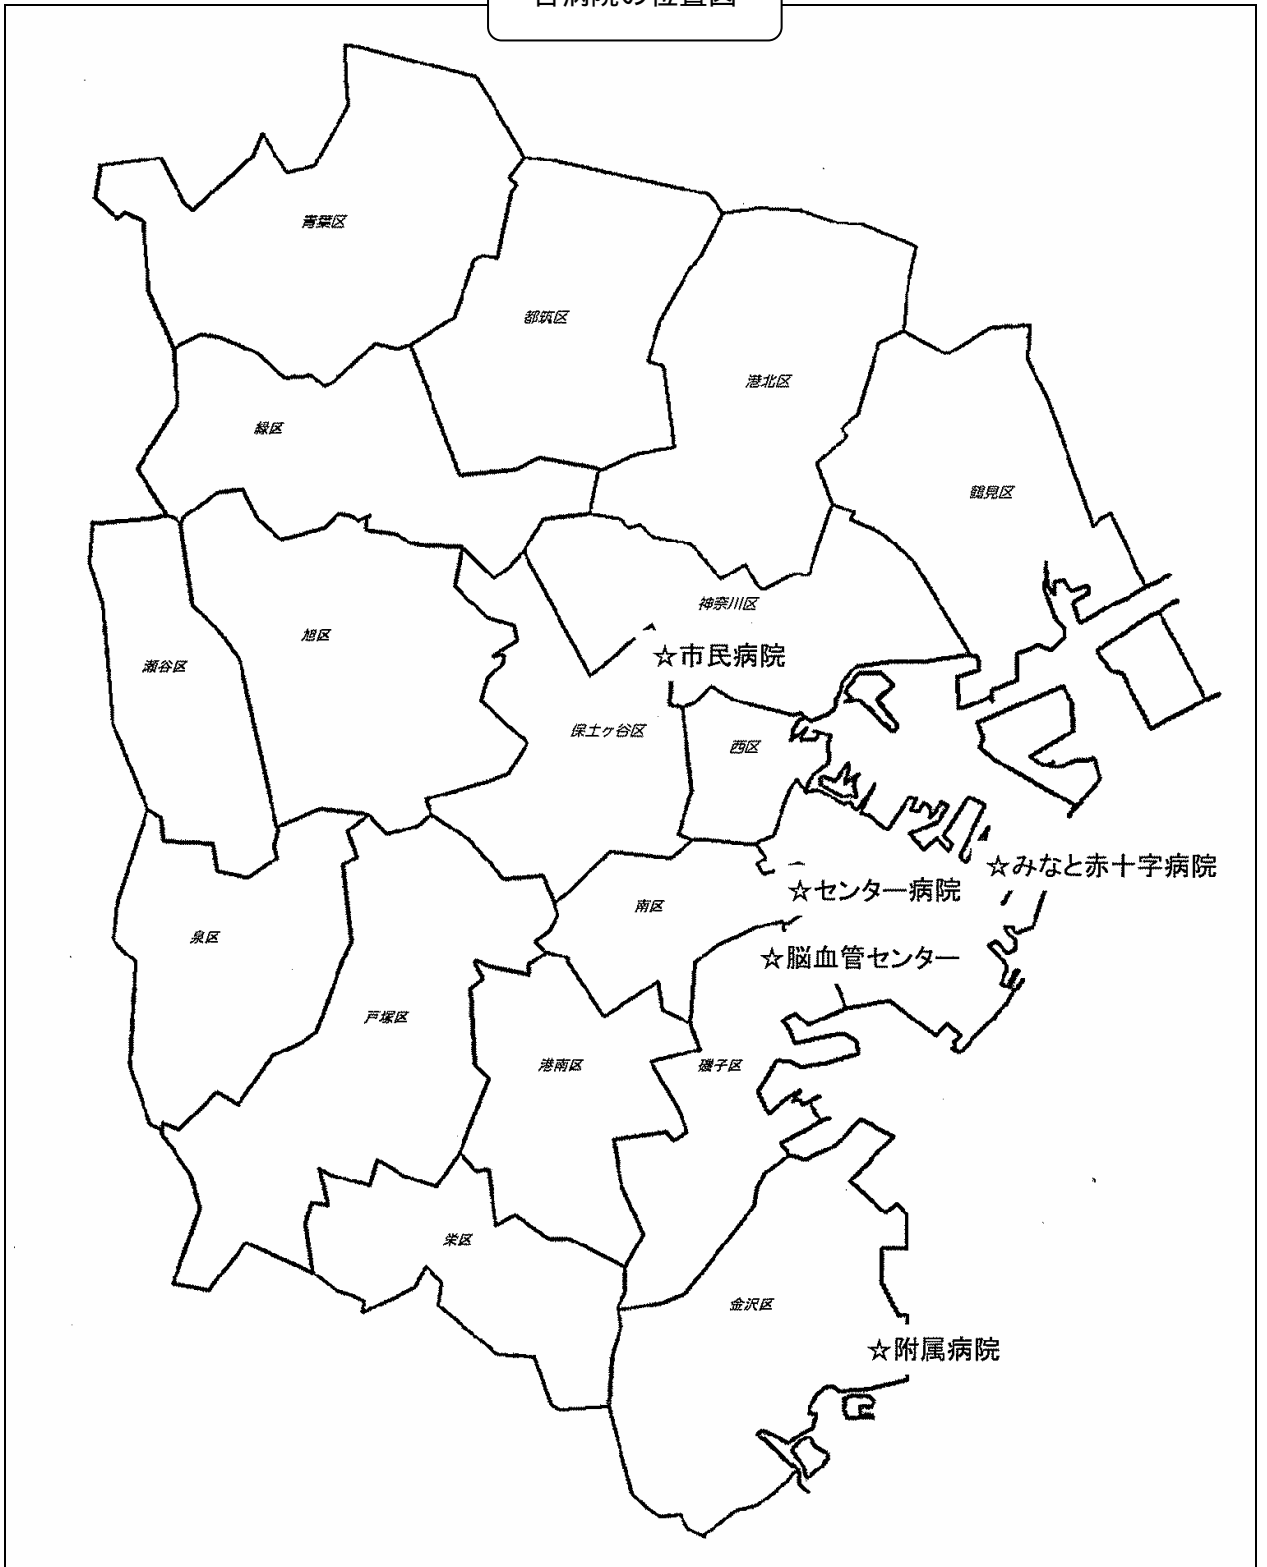 各病院の位置図
青葉区
都筑区
港北区
緑区
鶴見区
神奈川区
旭区
☆市民病院
瀬谷区
保土ヶ谷区
西区
☆みなと赤十字病院
☆センター病院
南区
泉区
☆脳血管センター
戸塚区
港南区
磯子区
栄区
金沢区
☆附属病院